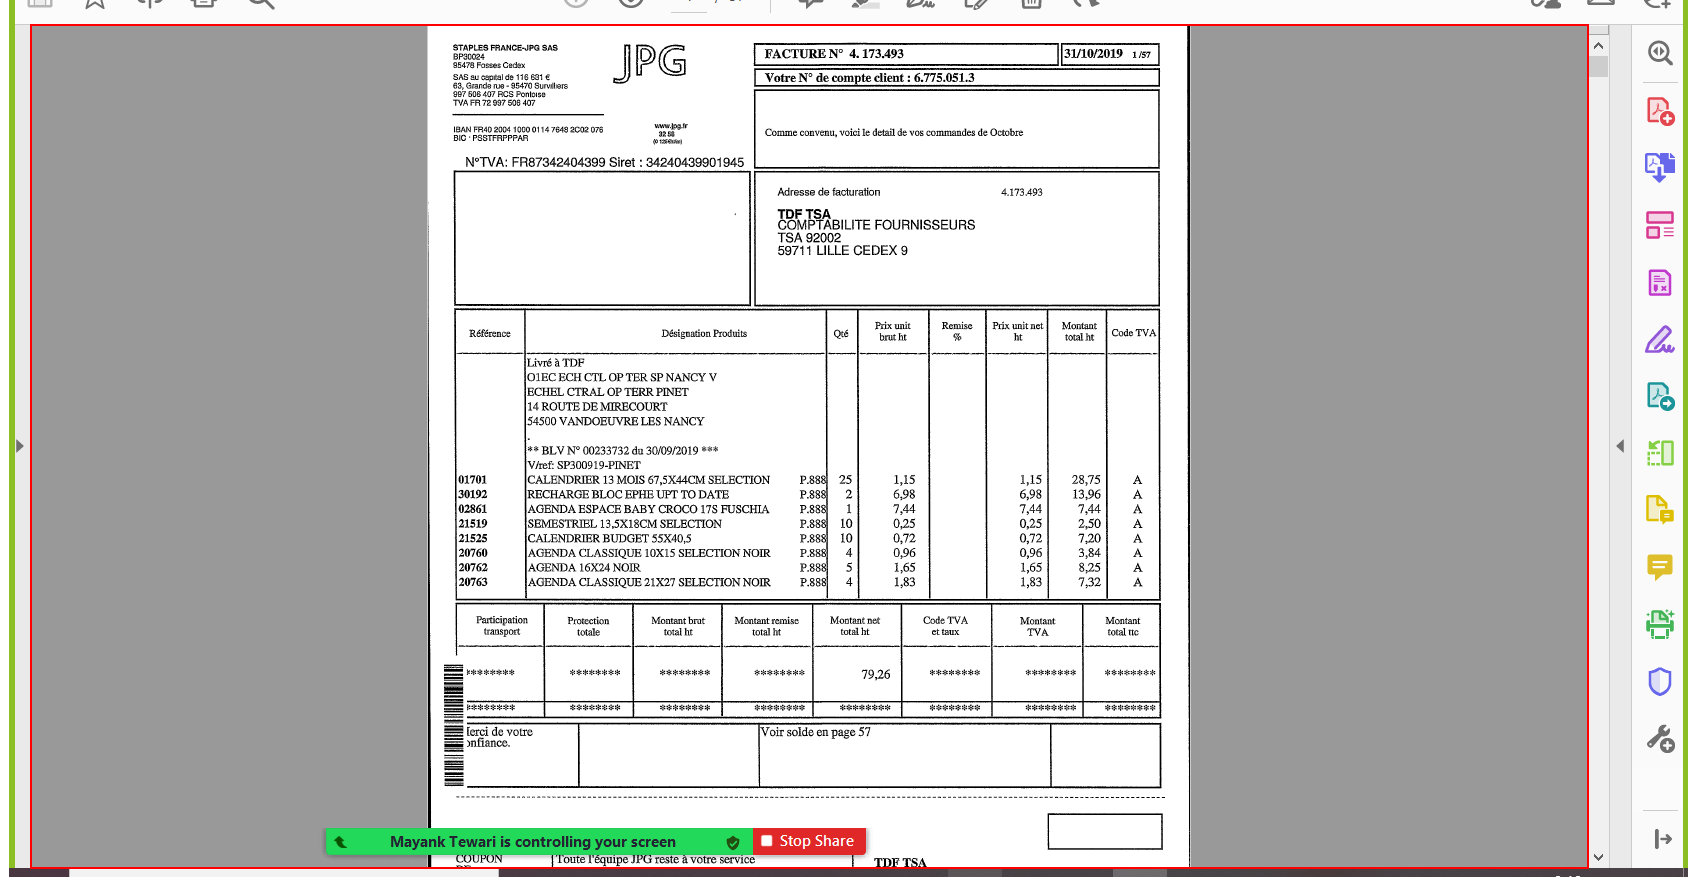 STAPLES FRANCE-JPG SAS
BP30024
95478 Fosses Cedex
SAS au capital de 116 631 €
63, Grande rue - 95470 Survilliers
997 506 407 RCS Pontoise
TVA FR 72 997 506 407
JPG
IBAN FR40 2004 1000 0114 7648 2C02 076
BIC : PSSTFRPPPAR
www.jpg.fr
32 56
N°TVA: FR87342404399 Siret : 34240439901945
FACTURE N° 4. 173.493
31/10/2019 1 /57
Votre N° de compte client : 6.775.051.3
Comme convenu, voici le detail de vos commandes de Octobre
Adresse de facturation 4.173.493
TDF TSA
COMPTABILITE FOURNISSEURS
TSA 92002
59711 LILLE CEDEX 9
Référence Désignation Produits Qté Prix unit brut ht Remise % Prix unit net ht Montant total ht Code TVA
Livré à TDF
O1EC ECH CTL OP TER SP NANCY V
ECHEL CTRAL OP TERR PINET
14 ROUTE DE MIRECOURT
54500 VANDOEUVRE LES NANCY
.
** BLV N° 00233732 du 30/09/2019 ***
V/ref: SP300919-PINET
01701 CALENDRIER 13 MOIS 67,5X44CM SELECTION P.888 25 1,15 1,15 28,75 A
30192 RECHARGE BLOC EPHE UPT TO DATE P.888 2 6,98 6,98 13,96 A
02861 AGENDA ESPACE BABY CROCO 17S FUSCHIA P.888 1 7,44 7,44 7,44 A
21519 SEMESTRIEL 13,5X18CM SELECTION P.888 10 0,25 0,25 2,50 A
21525 CALENDRIER BUDGET 55X40,5 P.888 10 0,72 0,72 7,20 A
20760 AGENDA CLASSIQUE 10X15 SELECTION NOIR P.888 4 0,96 0,96 3,84 A
20762 AGENDA 16X24 NOIR P.888 5 1,65 1,65 8,25 A
20763 AGENDA CLASSIQUE 21X27 SELECTION NOIR P.888 4 1,83 1,83 7,32 A
Participation transport Protection totale Montant brut total ht Montant remise total ht Montant net total ht Code TVA et taux Montant TVA Montant total ttc
******** ******** ******** ******** 79,26 ******** ******** ********
******** ******** ******** ******** ******** ******** ******** ********
erci de votre
onfiance.
Voir solde en page 57
Mayank Tewari is controlling your screen
Stop Share
COUPON
Toute l'équipe JPG reste à votre service
TDF TSA